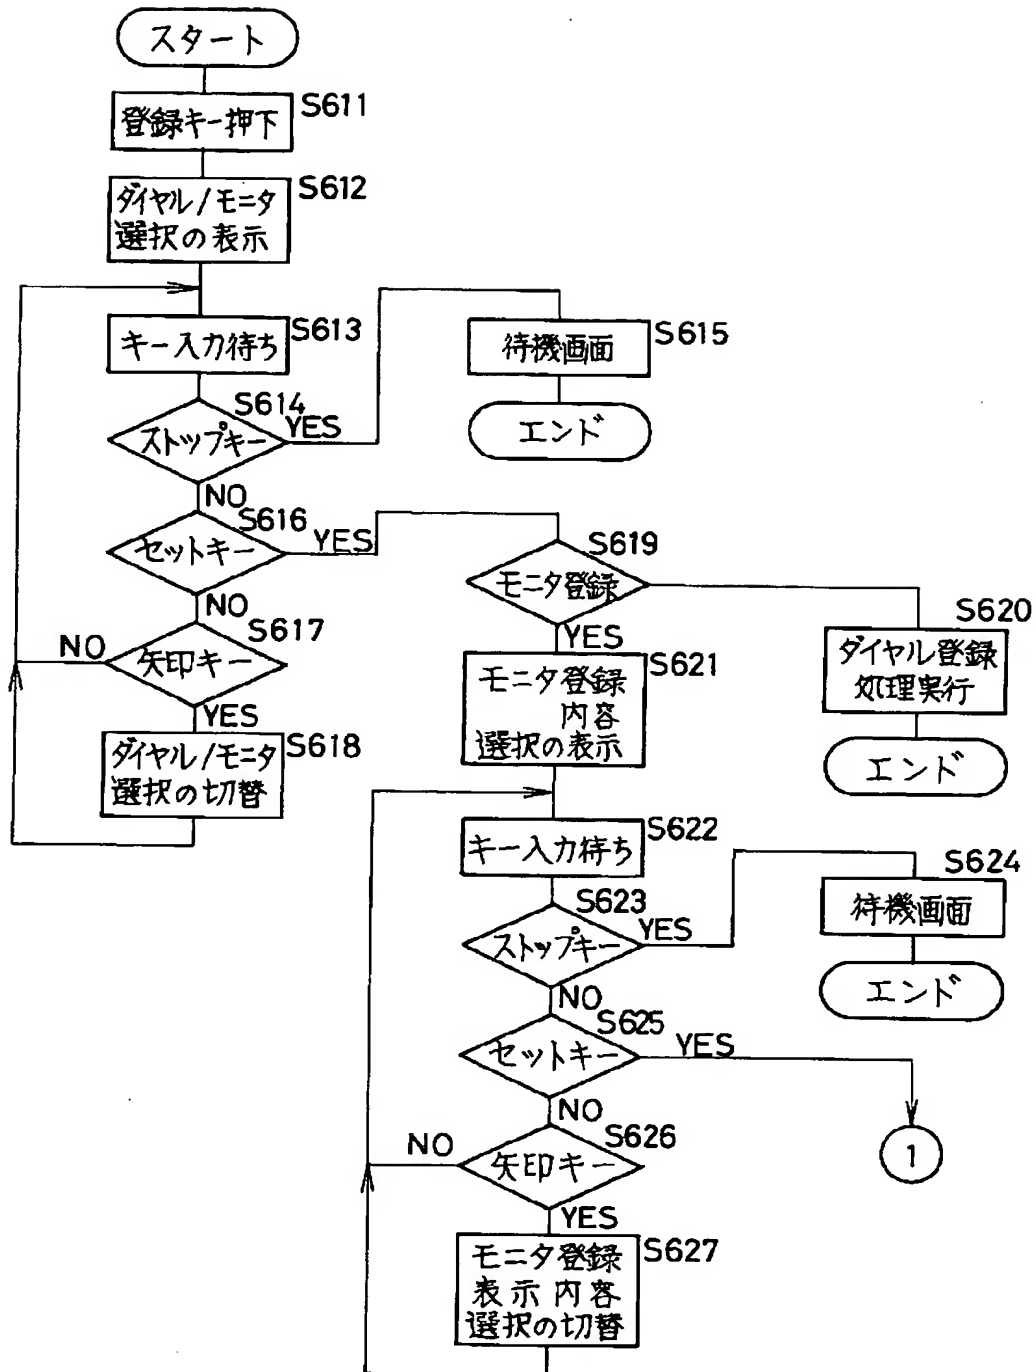 スタート
登録キー押下
S611
ダイヤル/モニタ
選択の表示
S612
キー入力待ち
S613
ストップキー
S614
YES
NO
待機画面
S615
エンド
セットキー
S616
YES
NO
矢印キー
S617
NO
YES
ダイヤル/モニタ
選択の切替
S618
モニタ登録
S619
YES
ダイヤル登録
処理実行
S620
エンド
モニタ登録
内容
選択の表示
S621
キー入力待ち
S622
ストップキー
S623
YES
NO
待機画面
S624
エンド
セットキー
S625
YES
NO
1
矢印キー
S626
NO
YES
モニタ登録
表示内容
選択の切替
S627